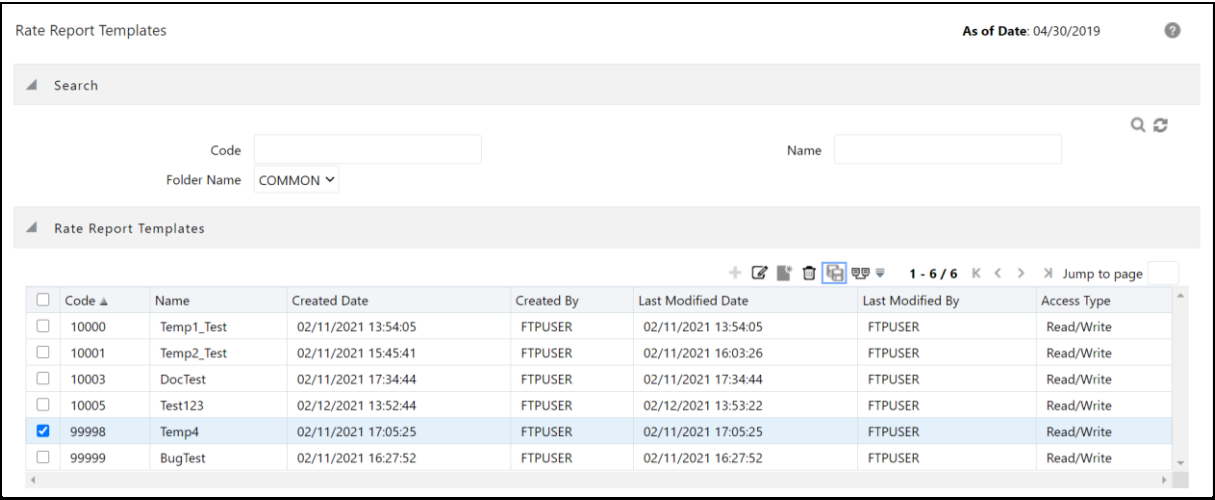 Rate Report Templates As of Date: 04/30/2019 ?
Search
Code Name
Folder Name COMMON
Rate Report Templates
1 - 6 / 6 Jump to page
Code Name Created Date Created By Last Modified Date Last Modified By Access Type
10000 Temp1_Test 02/11/2021 13:54:05 FTPUSER 02/11/2021 13:54:05 FTPUSER Read/Write
10001 Temp2_Test 02/11/2021 15:45:41 FTPUSER 02/11/2021 16:03:26 FTPUSER Read/Write
10003 DocTest 02/11/2021 17:34:44 FTPUSER 02/11/2021 17:34:44 FTPUSER Read/Write
10005 Test123 02/12/2021 13:52:44 FTPUSER 02/12/2021 13:53:22 FTPUSER Read/Write
99998 Temp4 02/11/2021 17:05:25 FTPUSER 02/11/2021 17:05:25 FTPUSER Read/Write
99999 BugTest 02/11/2021 16:27:52 FTPUSER 02/11/2021 16:27:52 FTPUSER Read/Write